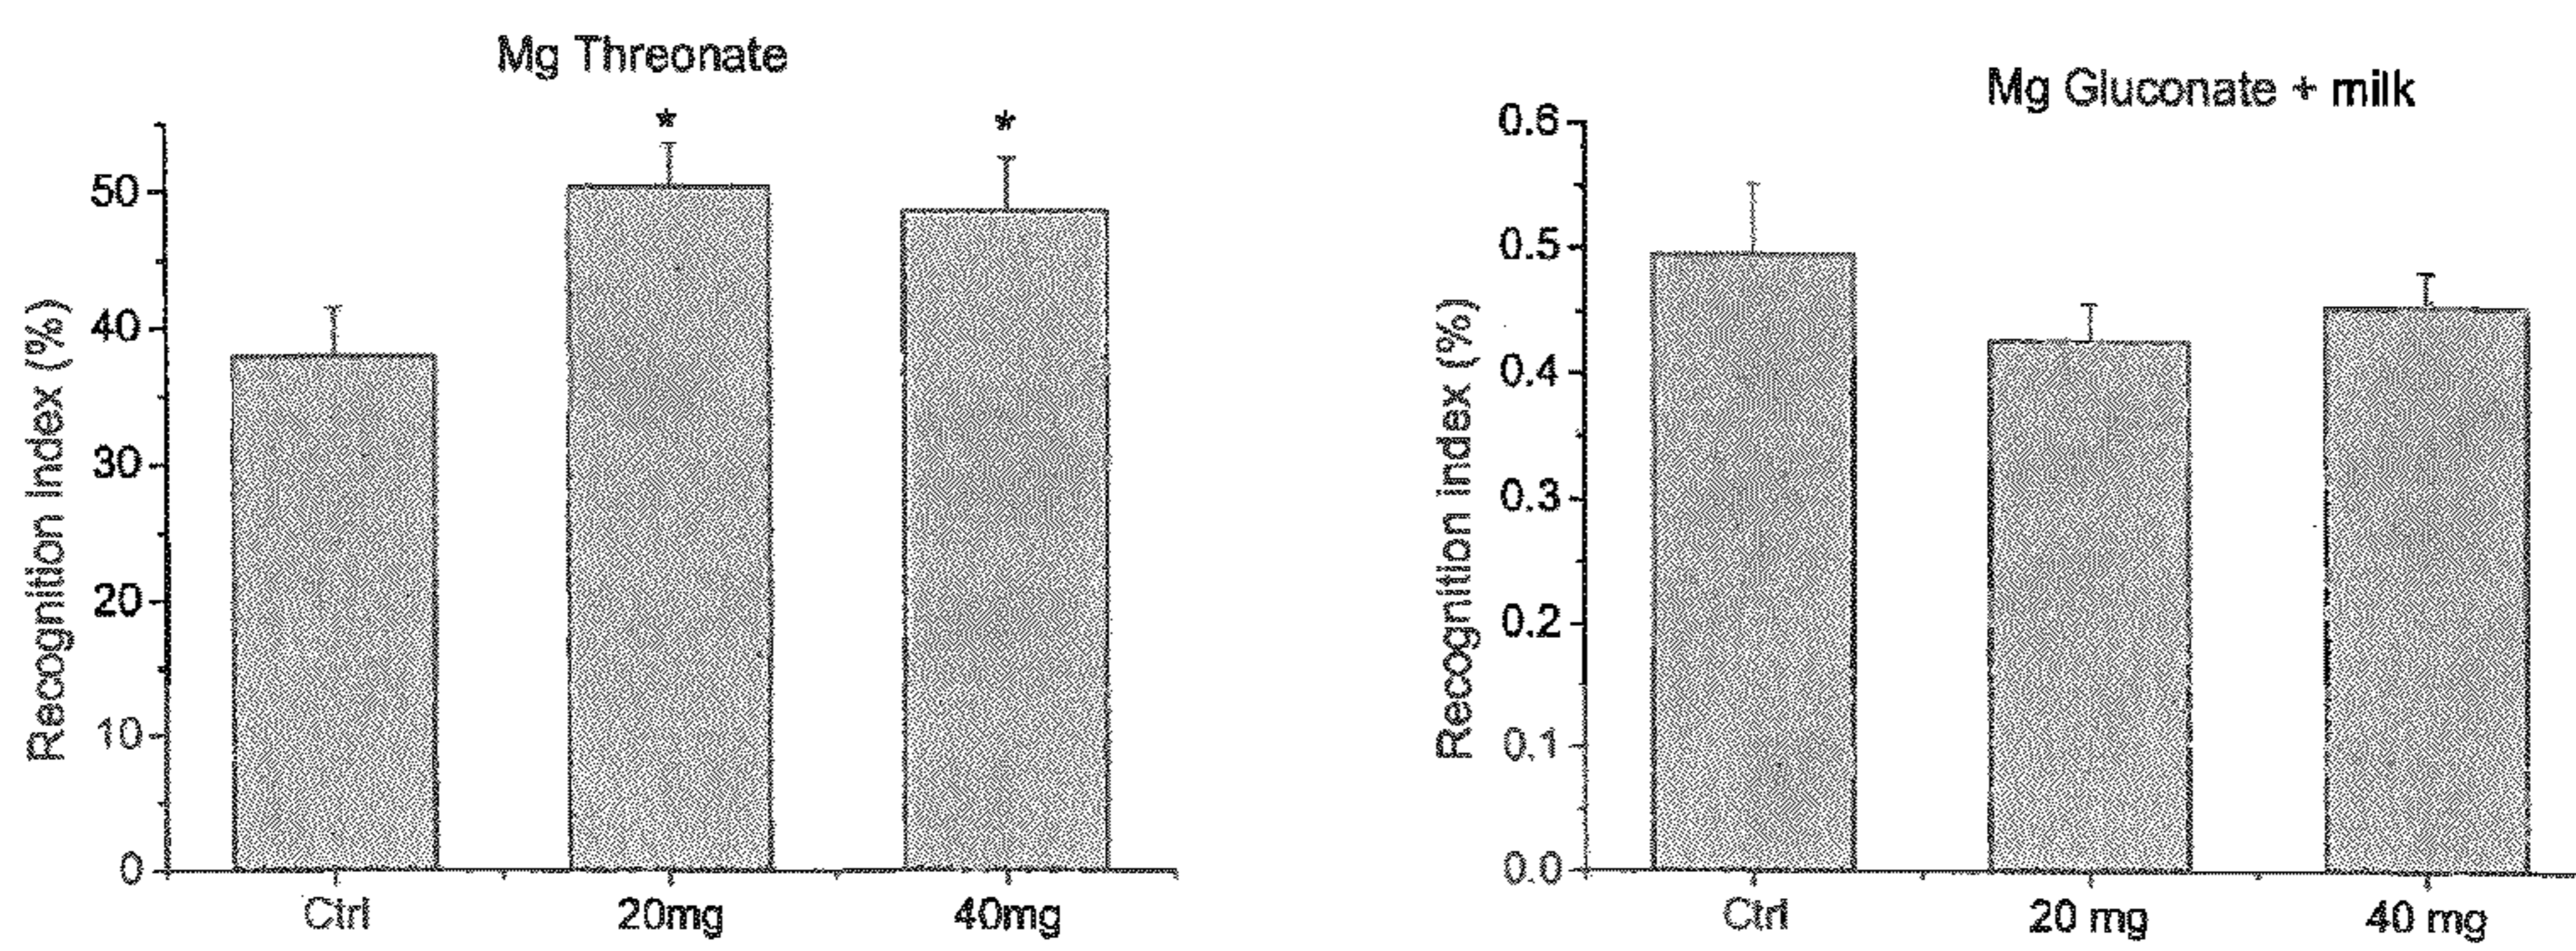 Mg Threonate
* *
Recognition Index (%)
50
40
30
20
10
0
Ctrl 20mg 40mg
Mg Gluconate + milk
Recognition Index (%)
0.6
0.5
0.4
0.3
0.2
0.1
0.0
Ctrl 20 mg 40 mg